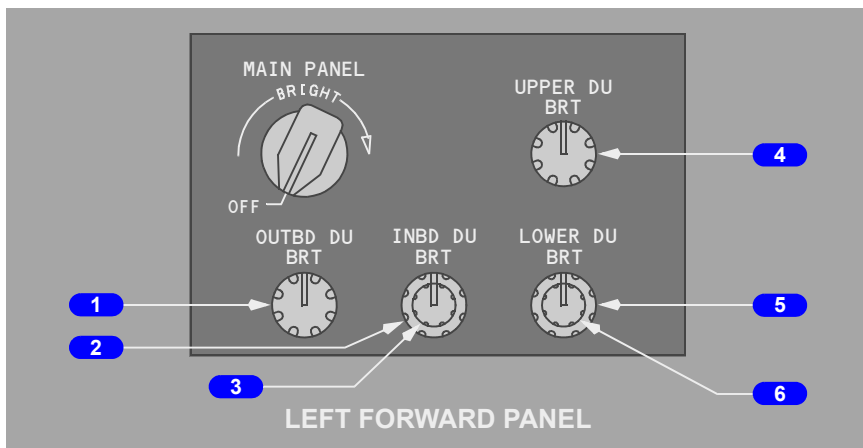 MAIN PANEL
BRIGHT
OFF
UPPER DU
BRT
OUTBD DU
BRT
INBD DU
BRT
LOWER DU
BRT
1
2
3
4
5
6
LEFT FORWARD PANEL